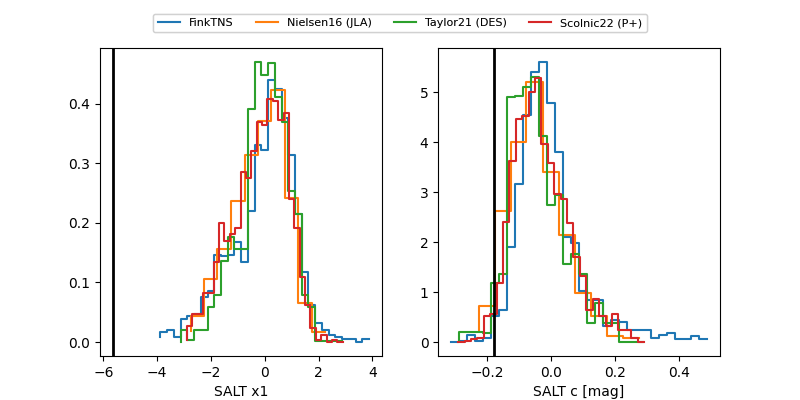 FinkTNS Nielsen16 (JLA) Taylor21 (DES) Scolnic22 (P+)
0.4
0.3
0.2
0.1
0.0
−6 −4 −2 0 2 4
SALT x1
5
4
3
2
1
0
−0.2 0.0 0.2 0.4
SALT c [mag]